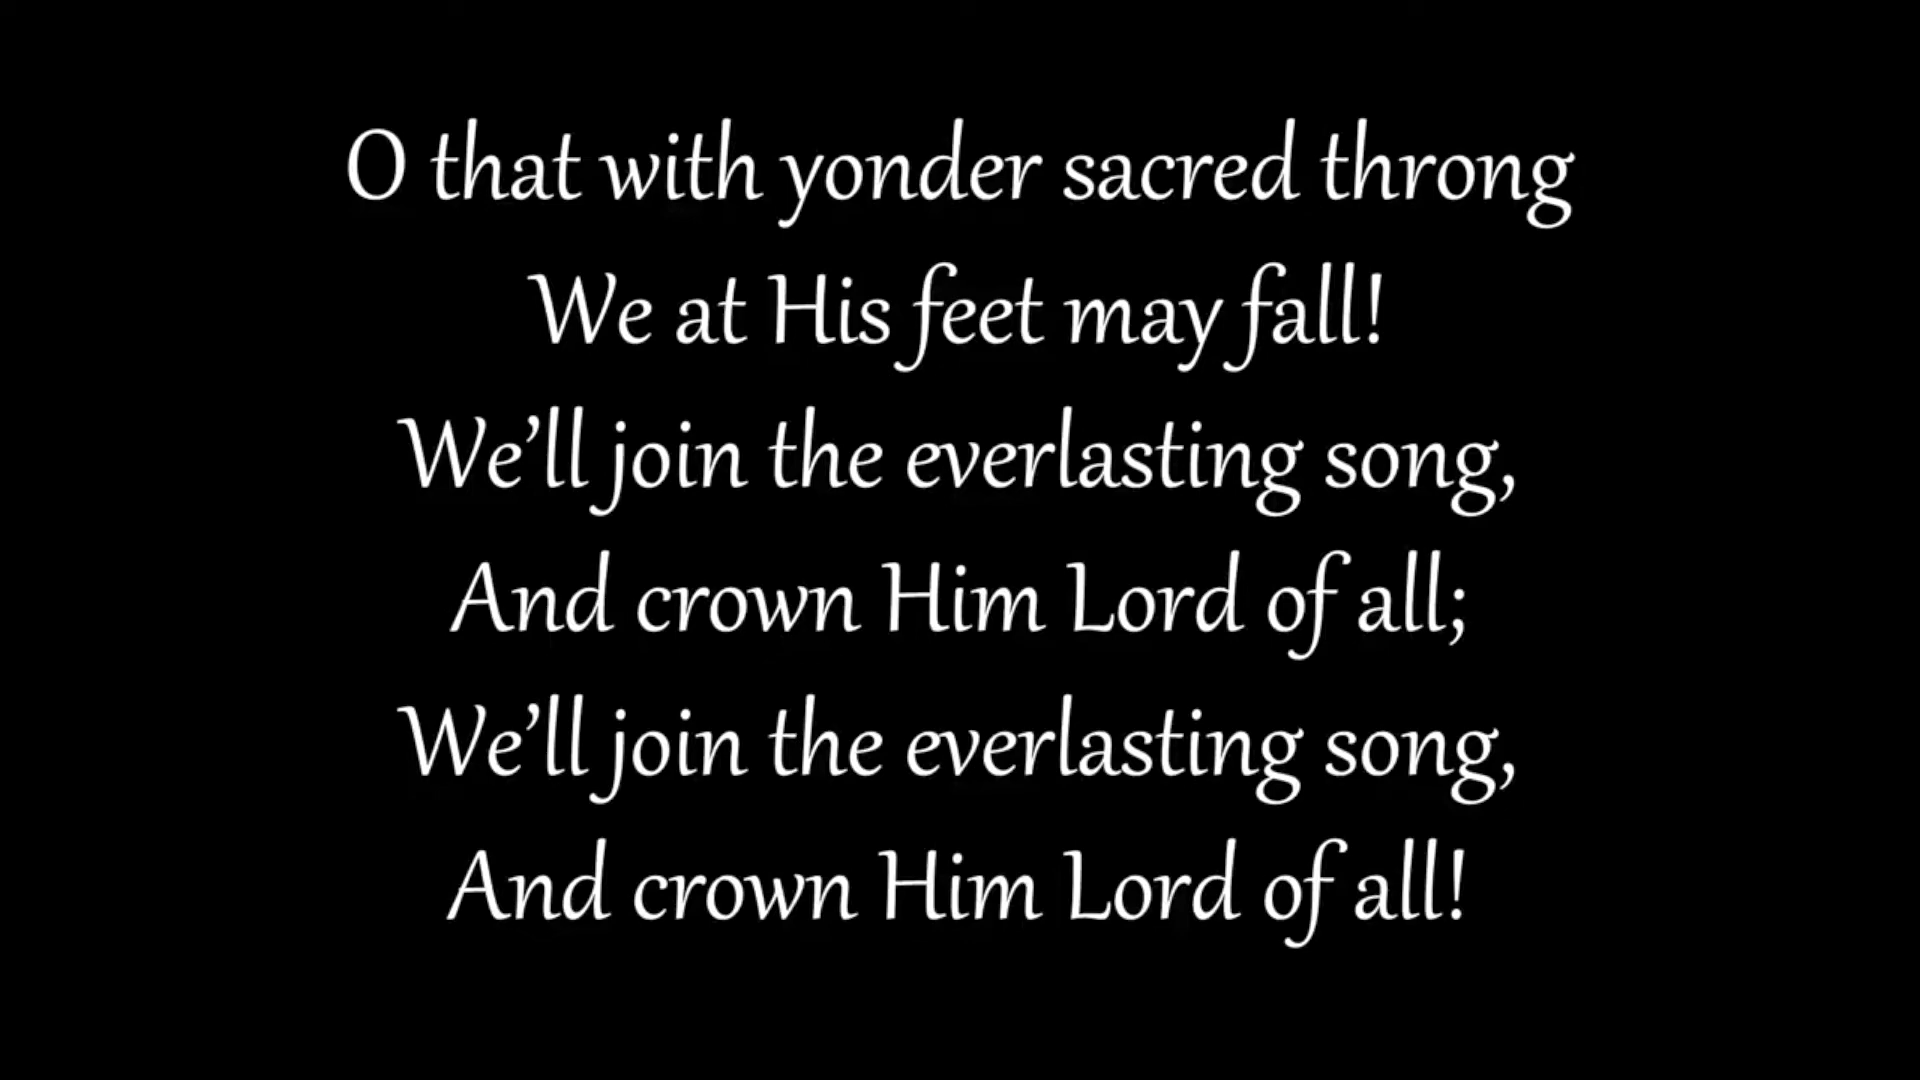 O that with yonder sacred throng
We at His feet may fall!
We’ll join the everlasting song,
And crown Him Lord of all;
We’ll join the everlasting song,
And crown Him Lord of all!